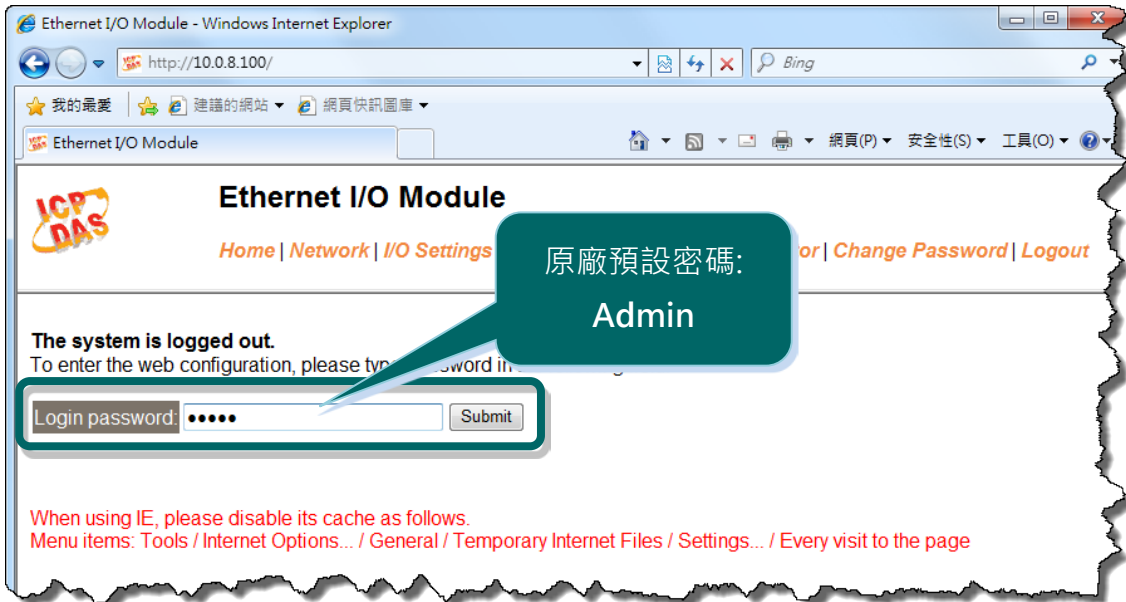 Ethernet I/O Module - Windows Internet Explorer
http://10.0.8.100/
Bing
我的最愛
建議的網站
網頁快訊圖庫
Ethernet I/O Module
網頁(P)
安全性(S)
工具(O)
ICP DAS
Ethernet I/O Module
Home | Network | I/O Settings
or | Change Password | Logout
原廠預設密碼:
Admin
The system is logged out.
To enter the web configuration, please
Login password: •••••
Submit
When using IE, please disable its cache as follows.
Menu items: Tools / Internet Options... / General / Temporary Internet Files / Settings... / Every visit to the page